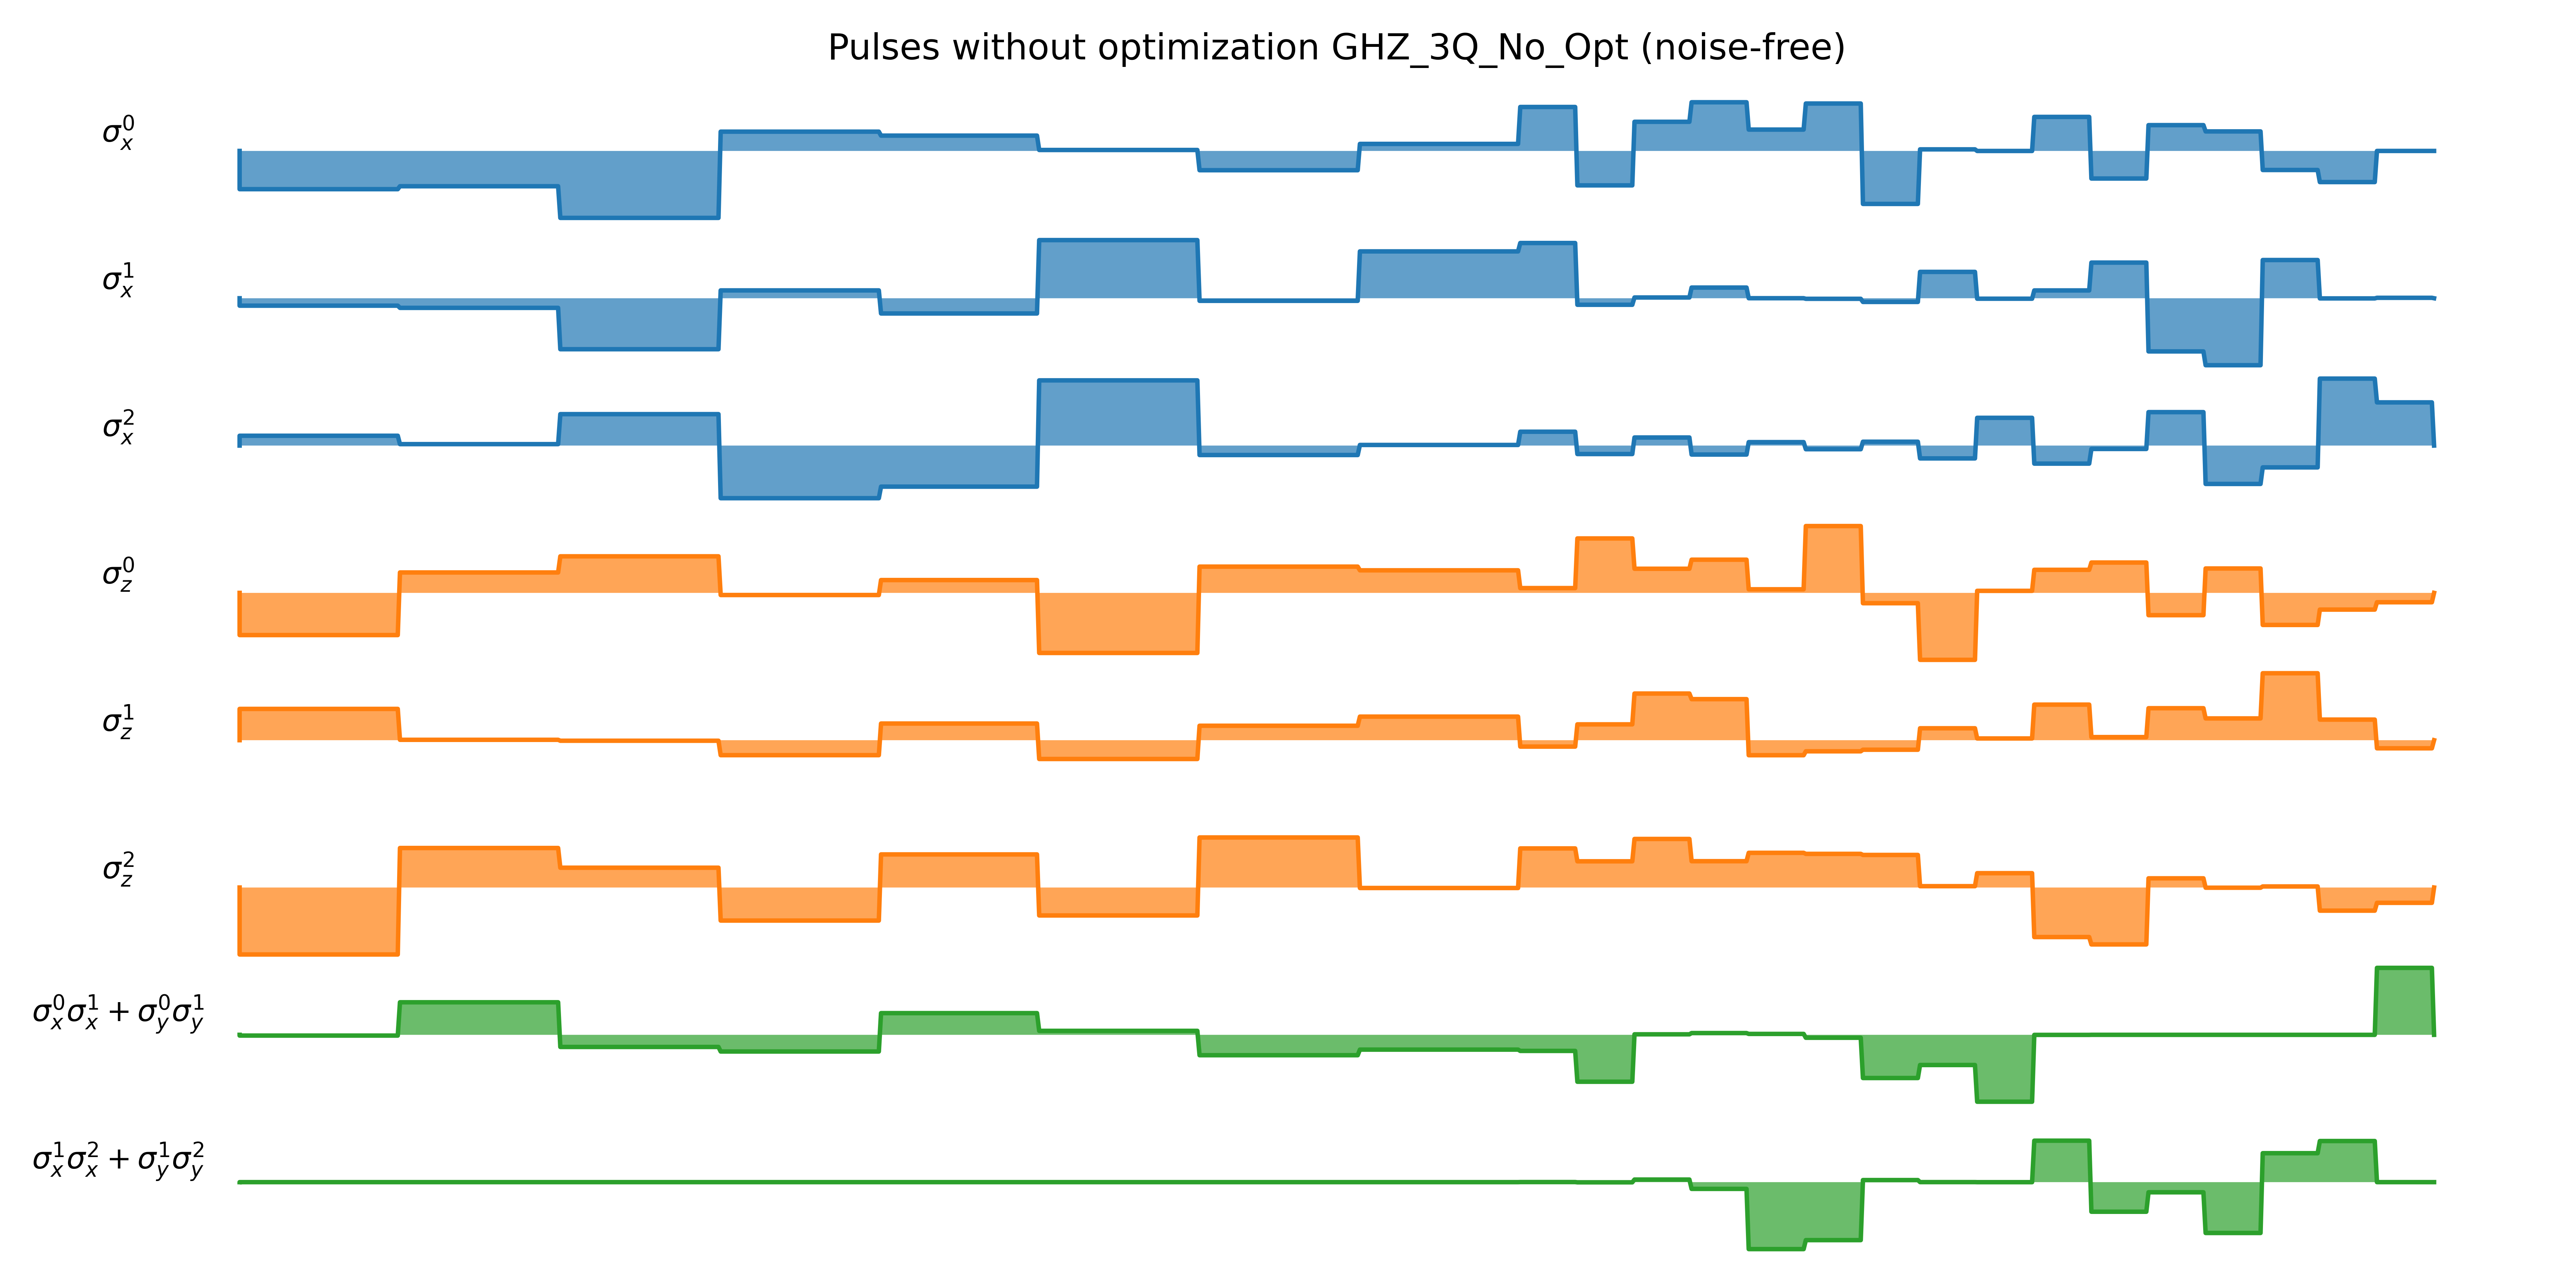 Pulses without optimization GHZ_3Q_No_Opt (noise-free)
σ_x^0
σ_x^1
σ_x^2
σ_z^0
σ_z^1
σ_z^2
σ_x^0σ_x^1 + σ_y^0σ_y^1
σ_x^1σ_x^2 + σ_y^1σ_y^2